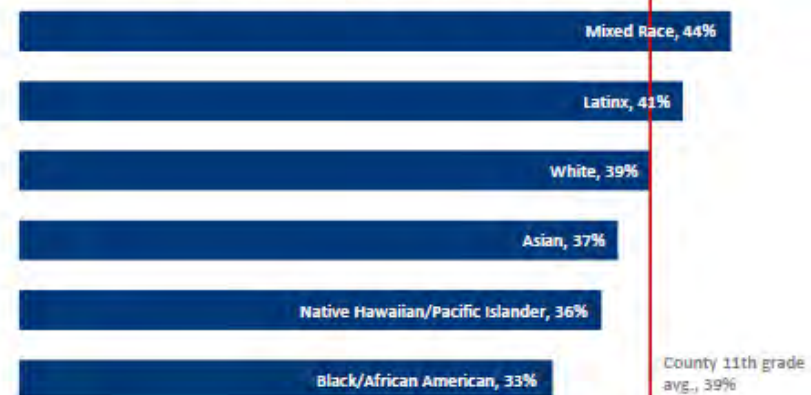 Mixed Race, 44%
Latinx, 41%
White, 39%
Asian, 37%
Native Hawaiian/Pacific Islander, 36%
Black/African American, 33%
County 11th grade
avg., 39%